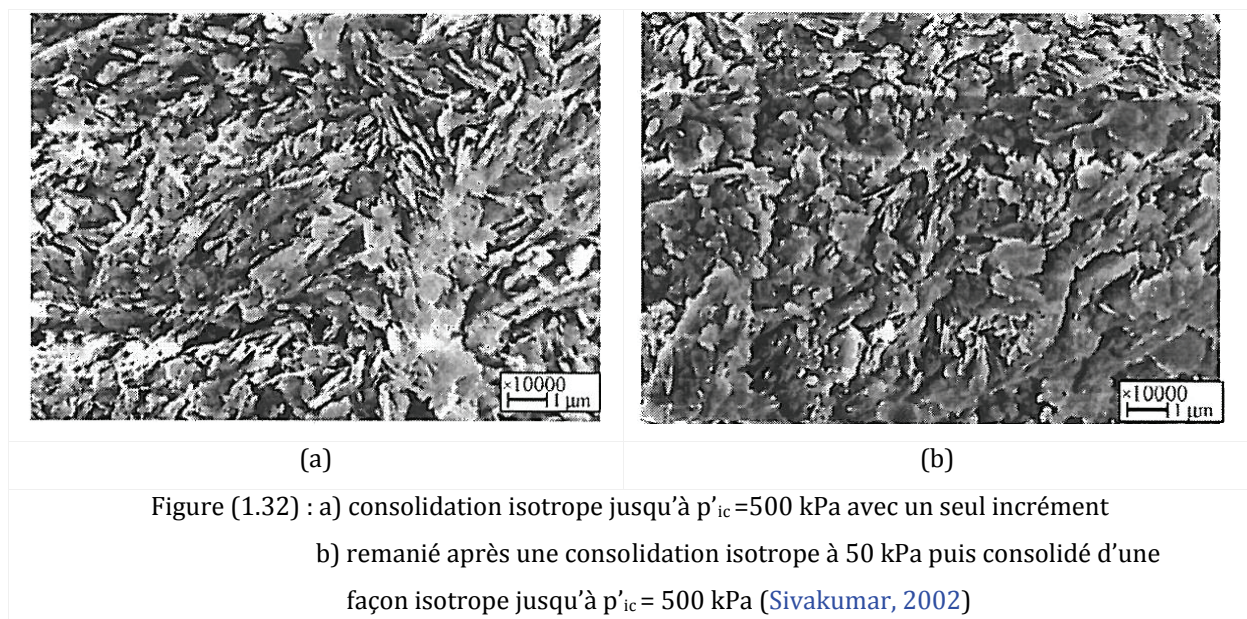 ×10000
1 μm
×10000
1 μm
(a)
(b)
Figure (1.32) : a) consolidation isotrope jusqu’à p’ic =500 kPa avec un seul incrément
b) remanié après une consolidation isotrope à 50 kPa puis consolidé d’une
façon isotrope jusqu’à p’ic = 500 kPa (Sivakumar, 2002)